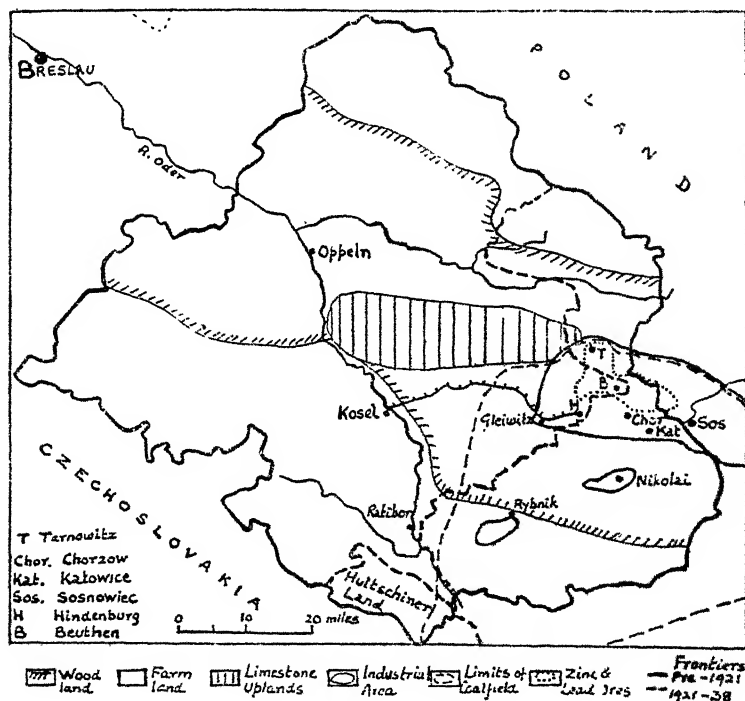 BRESLAU
POLAND
R. Oder
Oppeln
T
B
H
Gleiwitz
Chor
Kat
Sos
Kosel
Nikolai
Rybnik
Ratibor
Hultschiner
Land
CZECHOSLOVAKIA
T Tarnowitz
Chor. Chorzow
Kat. Katowice
Sos. Sosnowiec
H Hindenburg
B Beuthen
0 10 20 miles
Wood land
Farm land
Limestone Uplands
Industrial Area
Limits of Coalfield
Zinc & Lead Ores
Frontiers
Pre-1921
1921-38